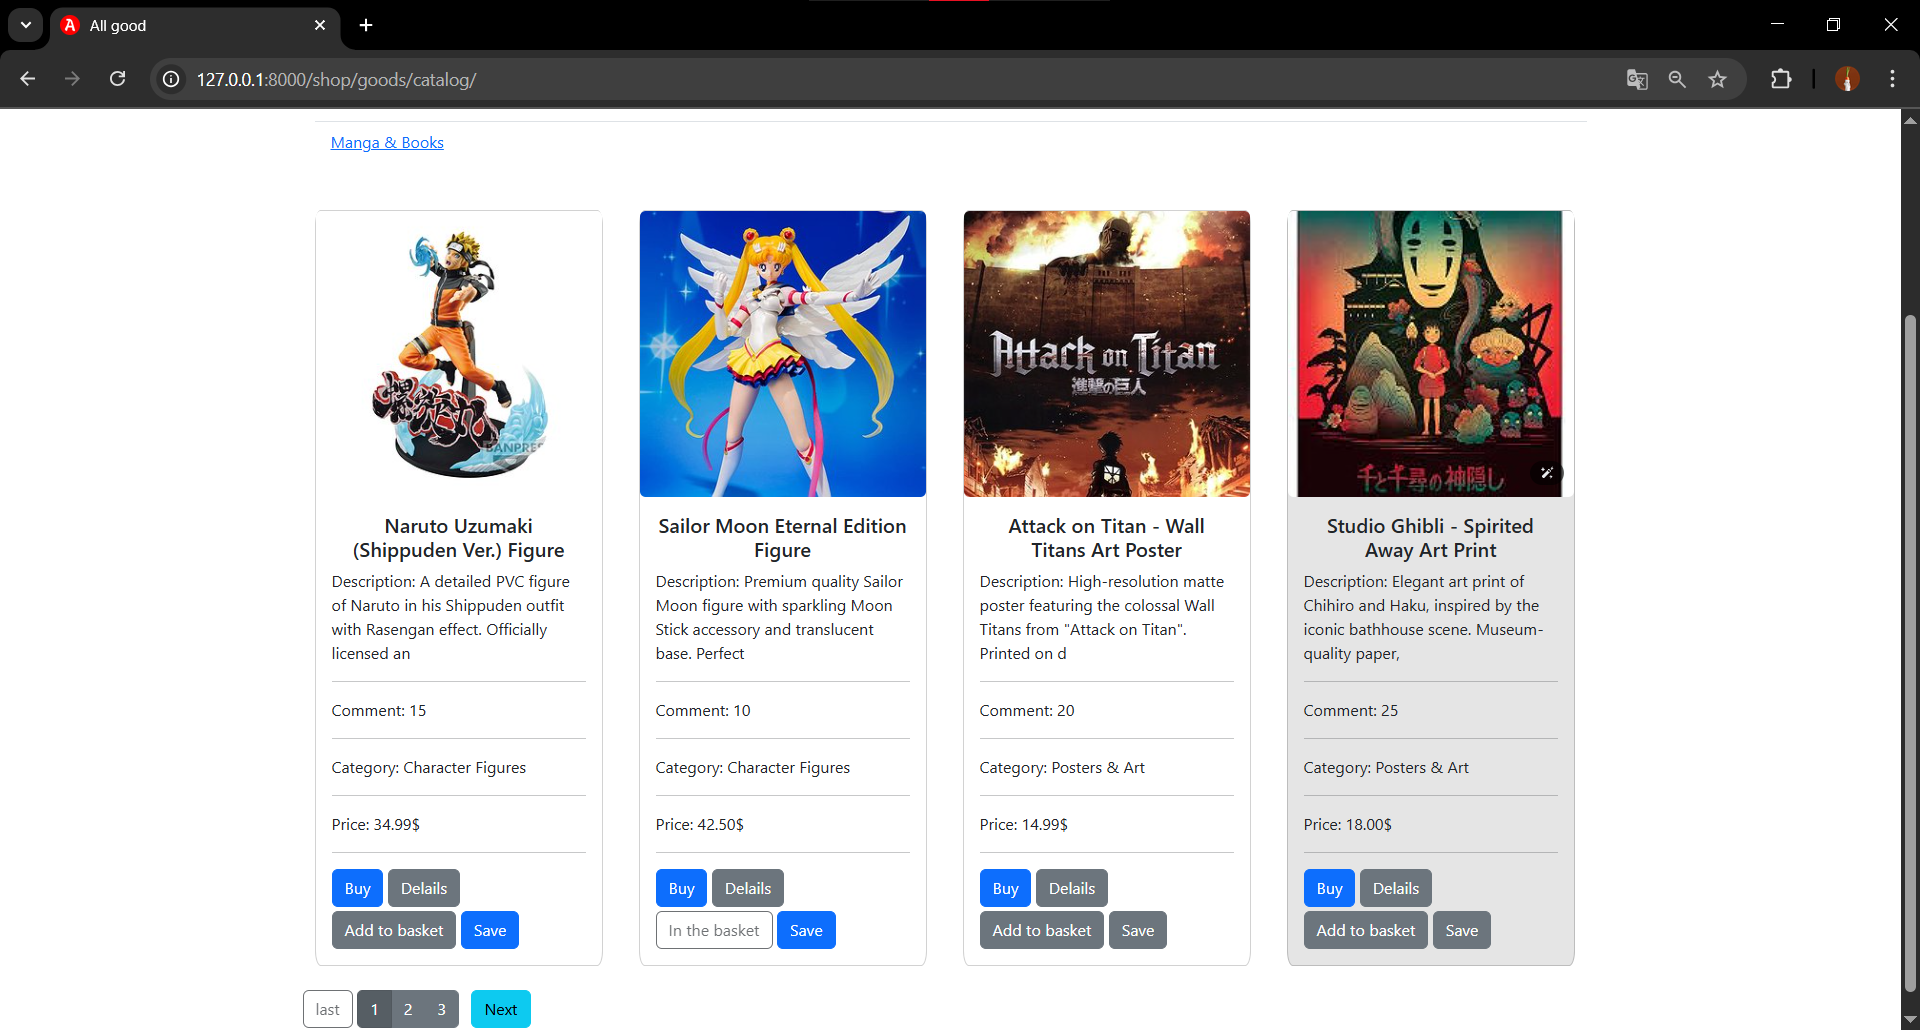 All good
127.0.0.1:8000/shop/goods/catalog/
Manga & Books
BANPRES
Attack on Titan
進撃の巨人
千と千尋の神隠し
Naruto Uzumaki
(Shippuden Ver.) Figure
Description: A detailed PVC figure
of Naruto in his Shippuden outfit
with Rasengan effect. Officially
licensed an
Comment: 15
Category: Character Figures
Price: 34.99$
Buy Delails
Add to basket Save
Sailor Moon Eternal Edition
Figure
Description: Premium quality Sailor
Moon figure with sparkling Moon
Stick accessory and translucent
base. Perfect
Comment: 10
Category: Character Figures
Price: 42.50$
Buy Delails
In the basket Save
Attack on Titan - Wall
Titans Art Poster
Description: High-resolution matte
poster featuring the colossal Wall
Titans from "Attack on Titan".
Printed on d
Comment: 20
Category: Posters & Art
Price: 14.99$
Buy Delails
Add to basket Save
Studio Ghibli - Spirited
Away Art Print
Description: Elegant art print of
Chihiro and Haku, inspired by the
iconic bathhouse scene. Museum-
quality paper,
Comment: 25
Category: Posters & Art
Price: 18.00$
Buy Delails
Add to basket Save
last 1 2 3 Next